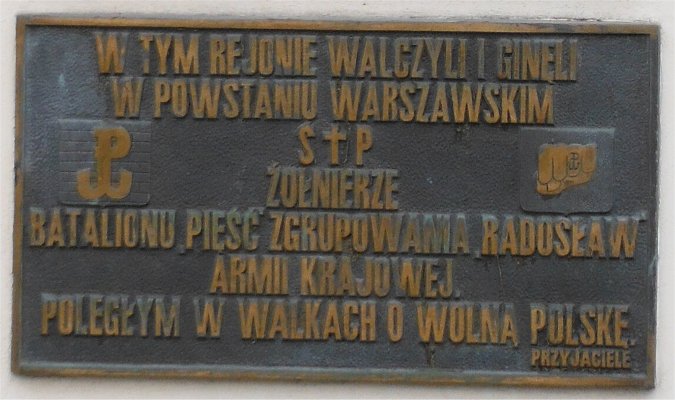 W TYM REJONIE WALCZYLI I GINĘLI
W POWSTANIU WARSZAWSKIM
Ś✝P
ŻOŁNIERZE
BATALIONU „PIĘŚĆ” ZGRUPOWANIA „RADOSŁAW”
ARMII KRAJOWEJ.
POLEGŁYM W WALKACH O WOLNĄ POLSKĘ.
PRZYJACIELE